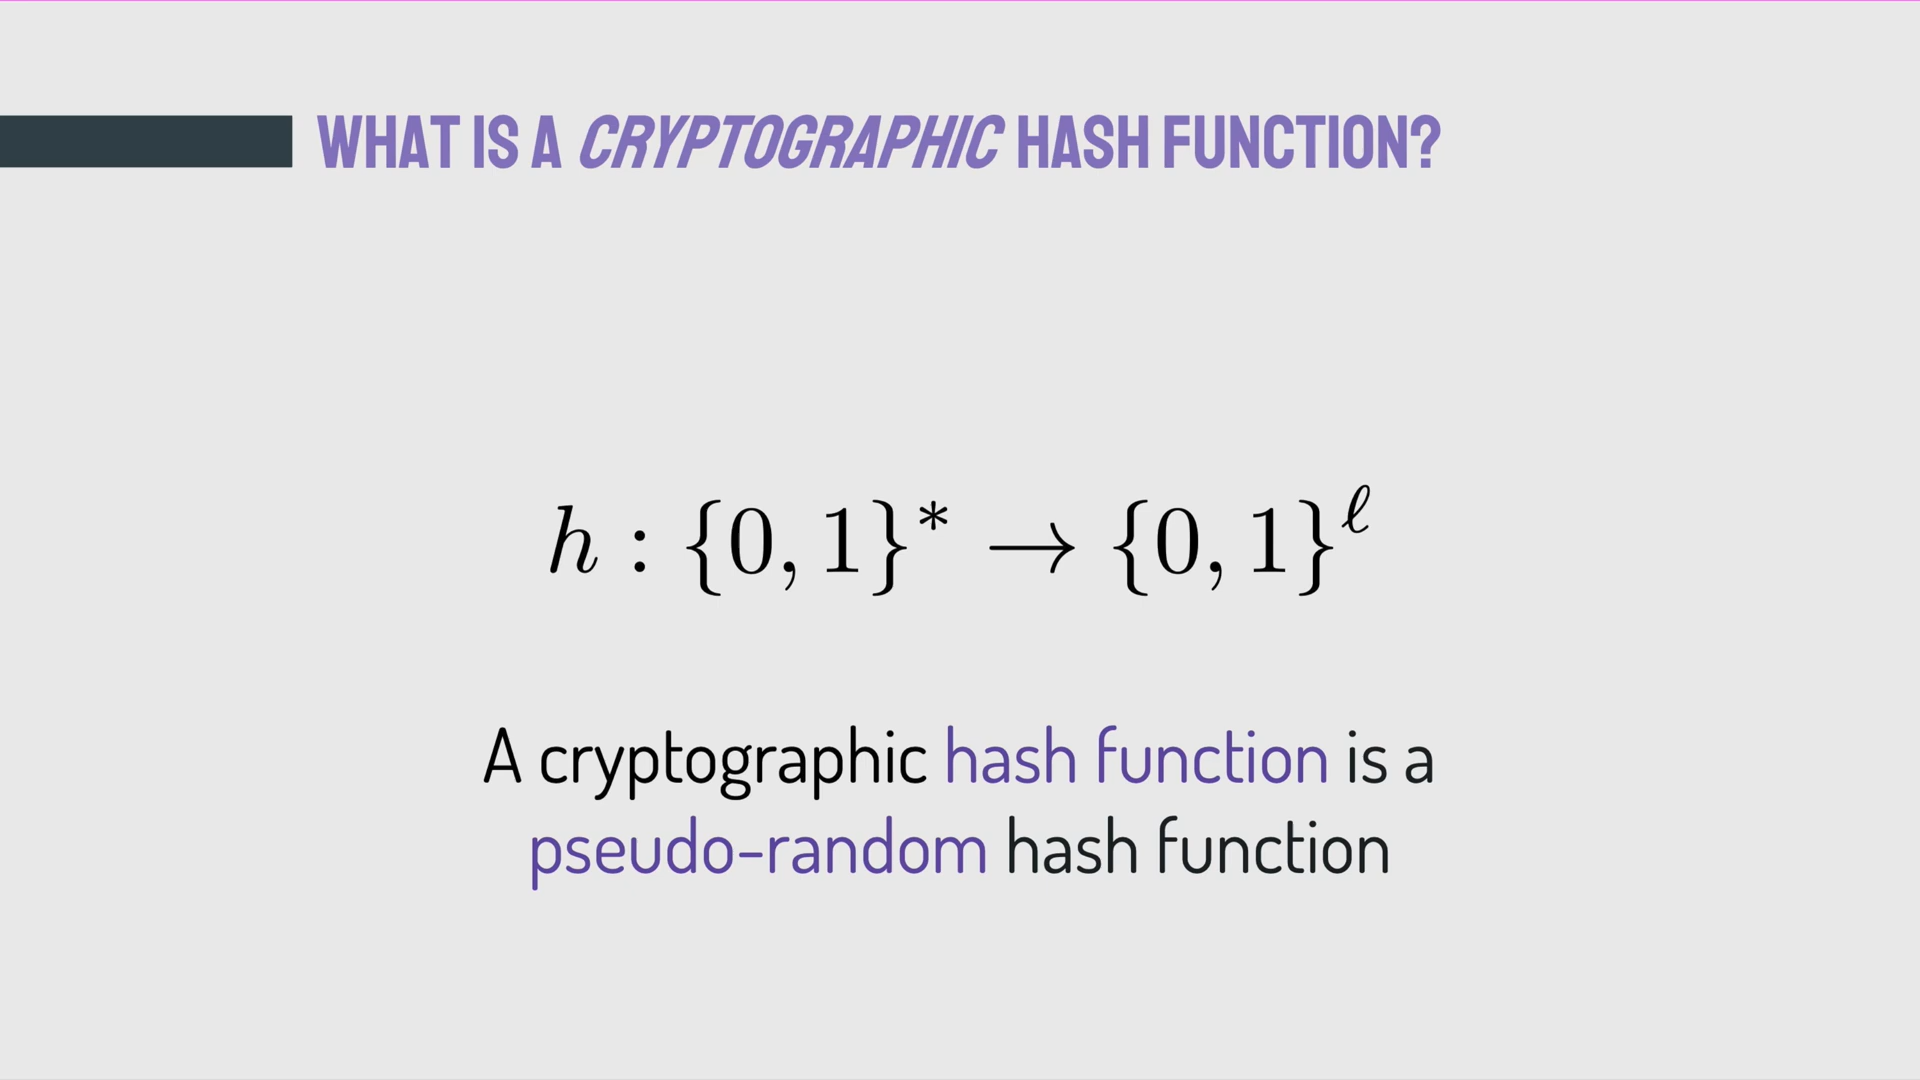 WHAT IS A CRYPTOGRAPHIC HASH FUNCTION?
h : {0, 1}* → {0, 1}^ℓ
A cryptographic hash function is a
pseudo-random hash function